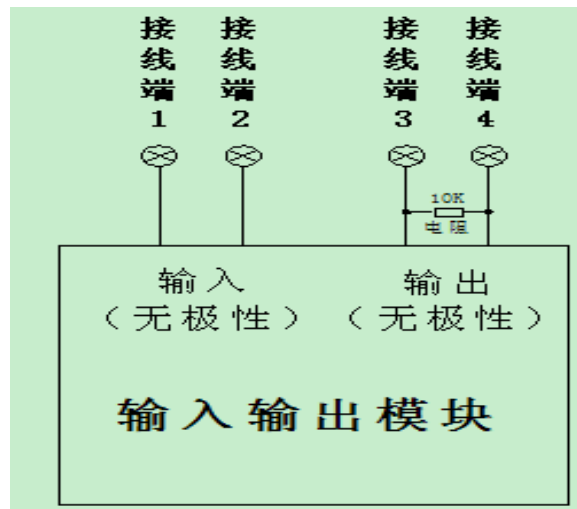 接线端1
接线端2
接线端3
接线端4
10K
电阻
输入
（无极性）
输出
（无极性）
输入输出模块